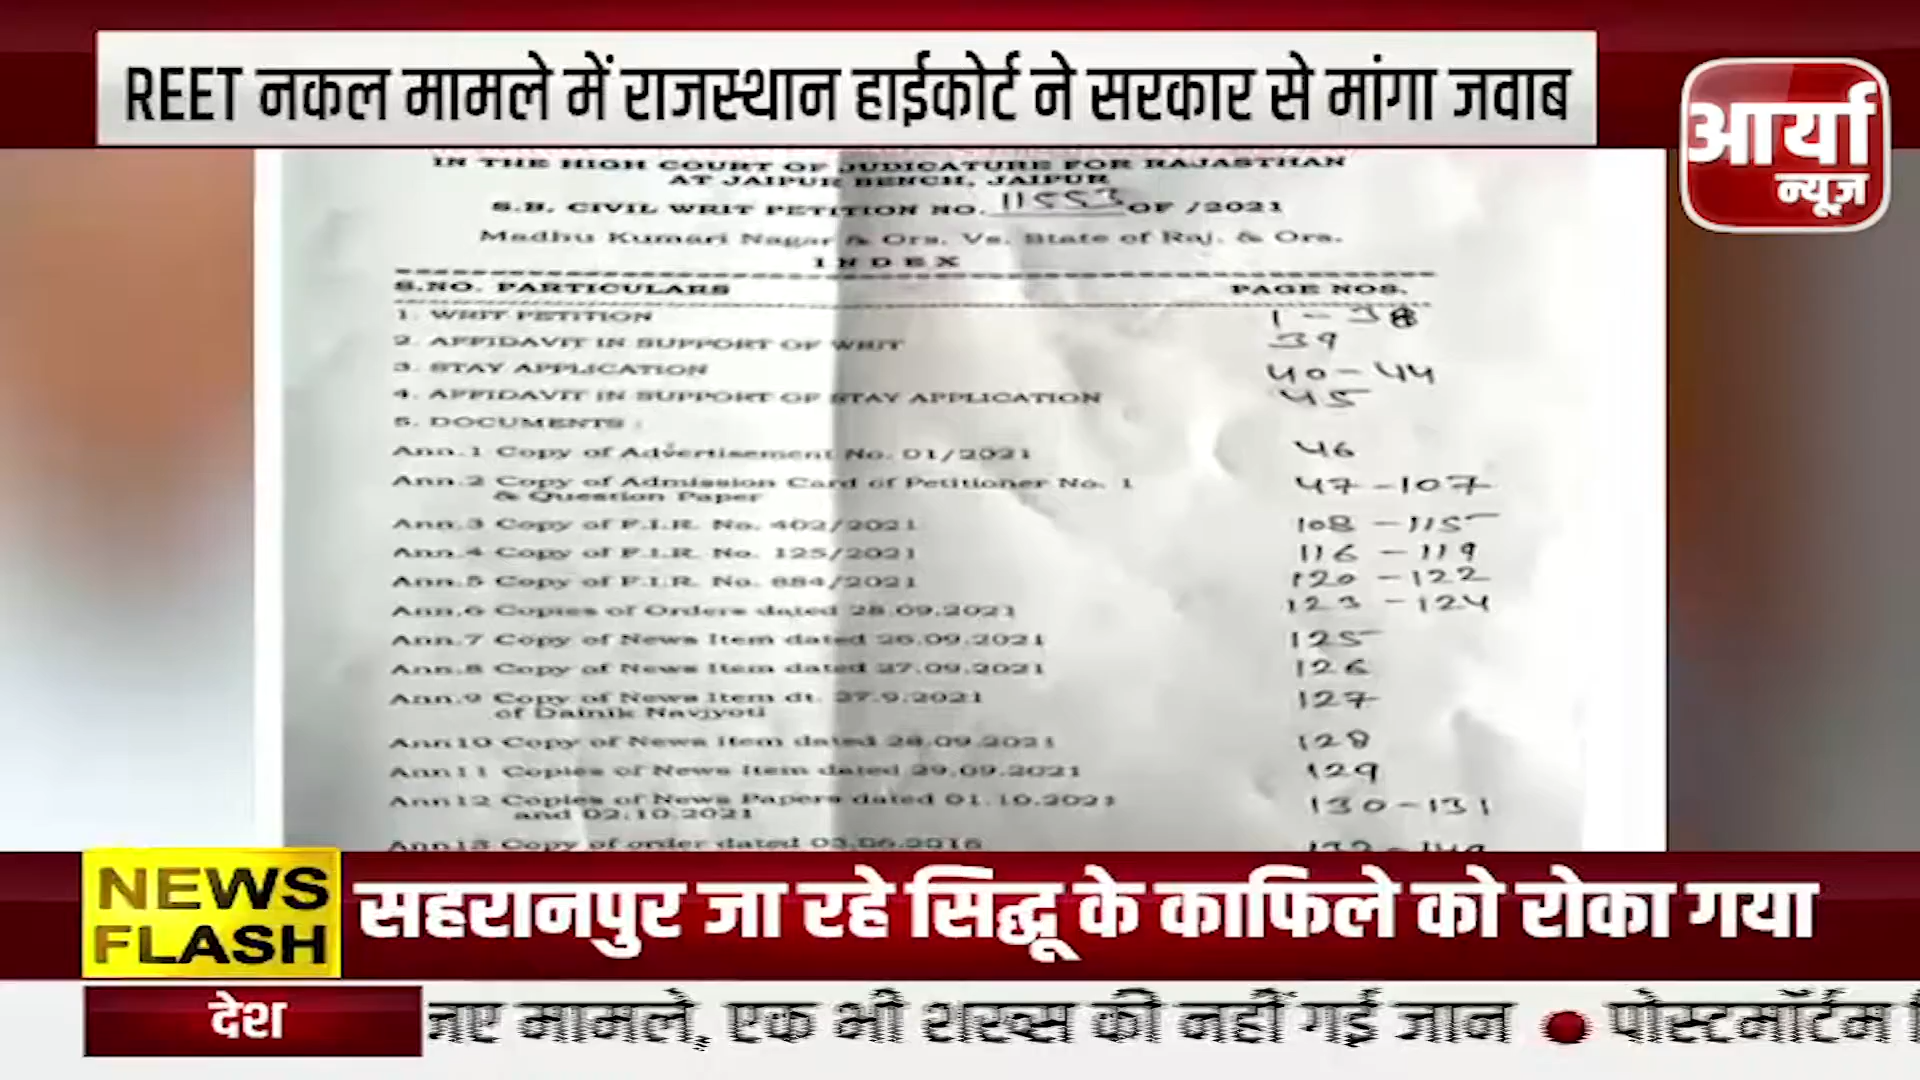 REET नकल मामले में राजस्थान हाईकोर्ट ने सरकार से मांगा जवाब
आर्या
न्यूज़
IN THE HIGH COURT OF JUDICATURE FOR RAJASTHAN
AT JAIPUR BENCH, JAIPUR
S.B. CIVIL WRIT PETITION NO. 11553 OF /2021
Madhu Kumari Nagar & Ors. Vs. State of Raj. & Ors.
INDEX
S.NO. PARTICULARS PAGE NOS.
1. WRIT PETITION 1 - 38
2. AFFIDAVIT IN SUPPORT OF WRIT 39
3. STAY APPLICATION 40 - 44
4. AFFIDAVIT IN SUPPORT OF STAY APPLICATION 45
5. DOCUMENTS :
Ann.1 Copy of Advertisement No. 01/2021 46
Ann.2 Copy of Admission Card of Petitioner No. 1 47 - 107
& Question Paper
Ann.3 Copy of F.I.R. No. 402/2021 108 - 115
Ann.4 Copy of F.I.R. No. 125/2021 116 - 119
Ann.5 Copy of F.I.R. No. 684/2021 120 - 122
Ann.6 Copies of Orders dated 28.09.2021 123 - 124
Ann.7 Copy of News Item dated 26.09.2021 125
Ann.8 Copy of News Item dated 27.09.2021 126
Ann.9 Copy of News Item dt. 27.9.2021 127
of Dainik Navjyoti
Ann10 Copy of News item dated 28.09.2021 128
Ann11 Copies of News Item dated 29.09.2021 129
Ann12 Copies of News Papers dated 01.10.2021 130 - 131
and 02.10.2021
Ann13 Copy of order dated 03.06.2016
NEWS
FLASH
सहारनपुर जा रहे सिद्धू के काफिले को रोका गया
देश
नए मामले, एक भी शख्स की नहीं गई जान ● पोस्टमॉर्टम